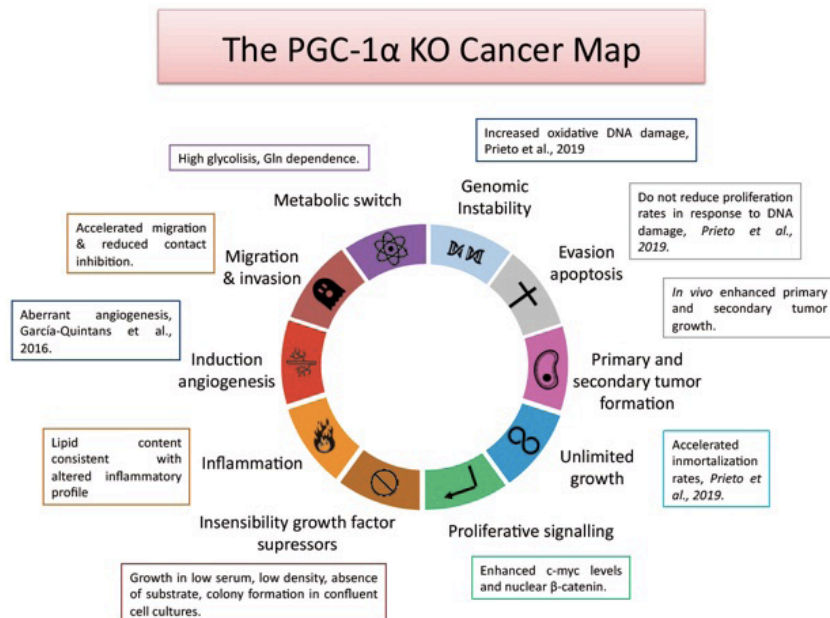 The PGC-1α KO Cancer Map
Increased oxidative DNA damage,
Prieto et al., 2019
High glycolisis, Gln dependence.
Genomic
Instability
Metabolic switch
Do not reduce proliferation
rates in response to DNA
damage, Prieto et al.,
2019.
Accelerated migration
& reduced contact
inhibition.
Migration
& invasion
Evasion
apoptosis
In vivo enhanced primary
and secondary tumor
growth.
Aberrant angiogenesis,
García-Quintans et al.,
2016.
Induction
angiogenesis
Primary and
secondary tumor
formation
Lipid content
consistent with
altered inflammatory
profile
Inflammation
Unlimited
growth
Accelerated
inmortalization
rates, Prieto et
al., 2019.
Insensibility growth factor
supressors
Proliferative signalling
Growth in low serum, low density, absence
of substrate, colony formation in confluent
cell cultures.
Enhanced c-myc levels
and nuclear β-catenin.